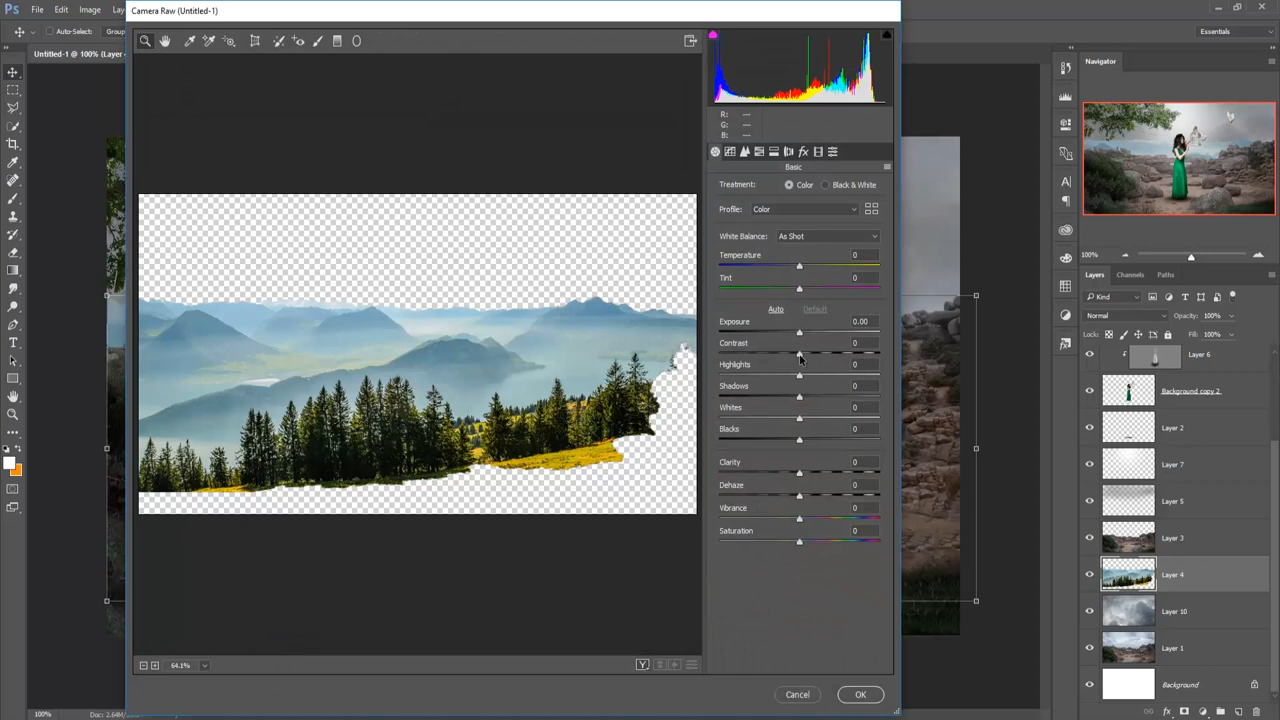 Ps File Edit Image Lay
Camera Raw (Untitled-1)
Auto-Select: Group
Essentials
Untitled-1 @ 100% (Layer
R: ---
G: ---
B: ---
Basic
Treatment: Color Black & White
Profile: Color
White Balance: As Shot
Temperature 0
Tint 0
Auto Default
Exposure 0.00
Contrast 0
Highlights 0
Shadows 0
Whites 0
Blacks 0
Clarity 0
Dehaze 0
Vibrance 0
Saturation 0
64.1%
Y
Cancel OK
Navigator
100%
Layers Channels Paths
Kind
Normal Opacity: 100%
Lock: Fill: 100%
Layer 6
Background copy 2
Layer 2
Layer 7
Layer 5
Layer 3
Layer 4
Layer 10
Layer 1
Background
100% Doc: 2.64M/